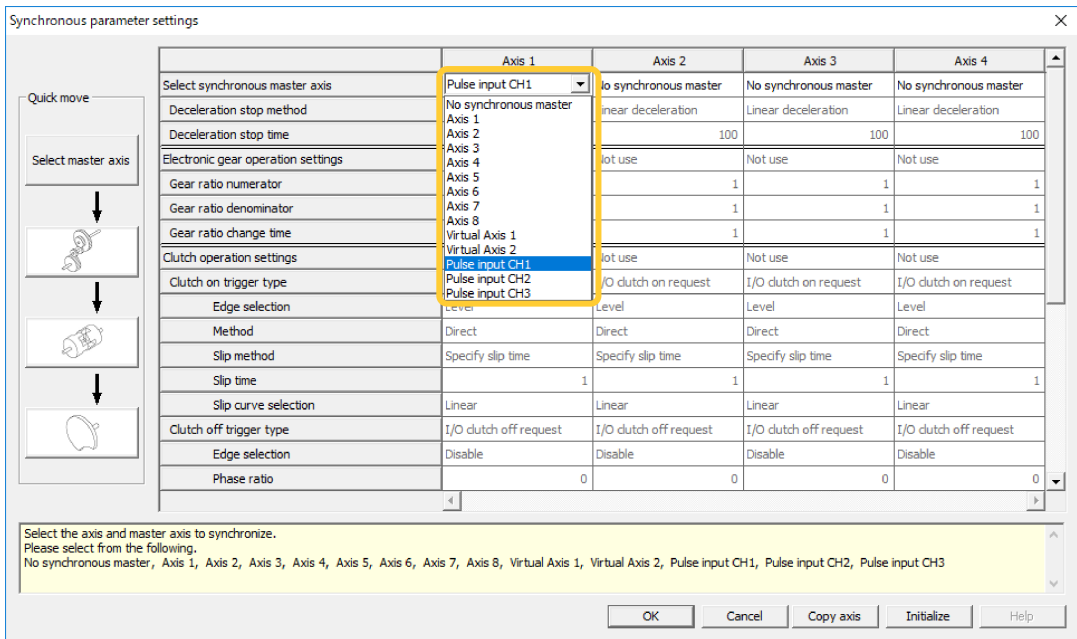 Synchronous parameter settings
Quick move
Select master axis
Axis 1 Axis 2 Axis 3 Axis 4
Select synchronous master axis Pulse input CH1 No synchronous master No synchronous master No synchronous master
Deceleration stop method inear deceleration Linear deceleration Linear deceleration
Deceleration stop time 100 100 100
Electronic gear operation settings Not use Not use Not use
Gear ratio numerator 1 1 1
Gear ratio denominator 1 1 1
Gear ratio change time 1 1 1
Clutch operation settings Not use Not use Not use
Clutch on trigger type I/O clutch on request I/O clutch on request I/O clutch on request
No synchronous master
Axis 1
Axis 2
Axis 3
Axis 4
Axis 5
Axis 6
Axis 7
Axis 8
Virtual Axis 1
Virtual Axis 2
Pulse input CH1
Pulse input CH2
Pulse input CH3
Edge selection Level Level Level Level
Method Direct Direct Direct Direct
Slip method Specify slip time Specify slip time Specify slip time Specify slip time
Slip time 1 1 1 1
Slip curve selection Linear Linear Linear Linear
Clutch off trigger type I/O clutch off request I/O clutch off request I/O clutch off request I/O clutch off request
Edge selection Disable Disable Disable Disable
Phase ratio 0 0 0 0
Select the axis and master axis to synchronize.
Please select from the following.
No synchronous master, Axis 1, Axis 2, Axis 3, Axis 4, Axis 5, Axis 6, Axis 7, Axis 8, Virtual Axis 1, Virtual Axis 2, Pulse input CH1, Pulse input CH2, Pulse input CH3
OK Cancel Copy axis Initialize Help